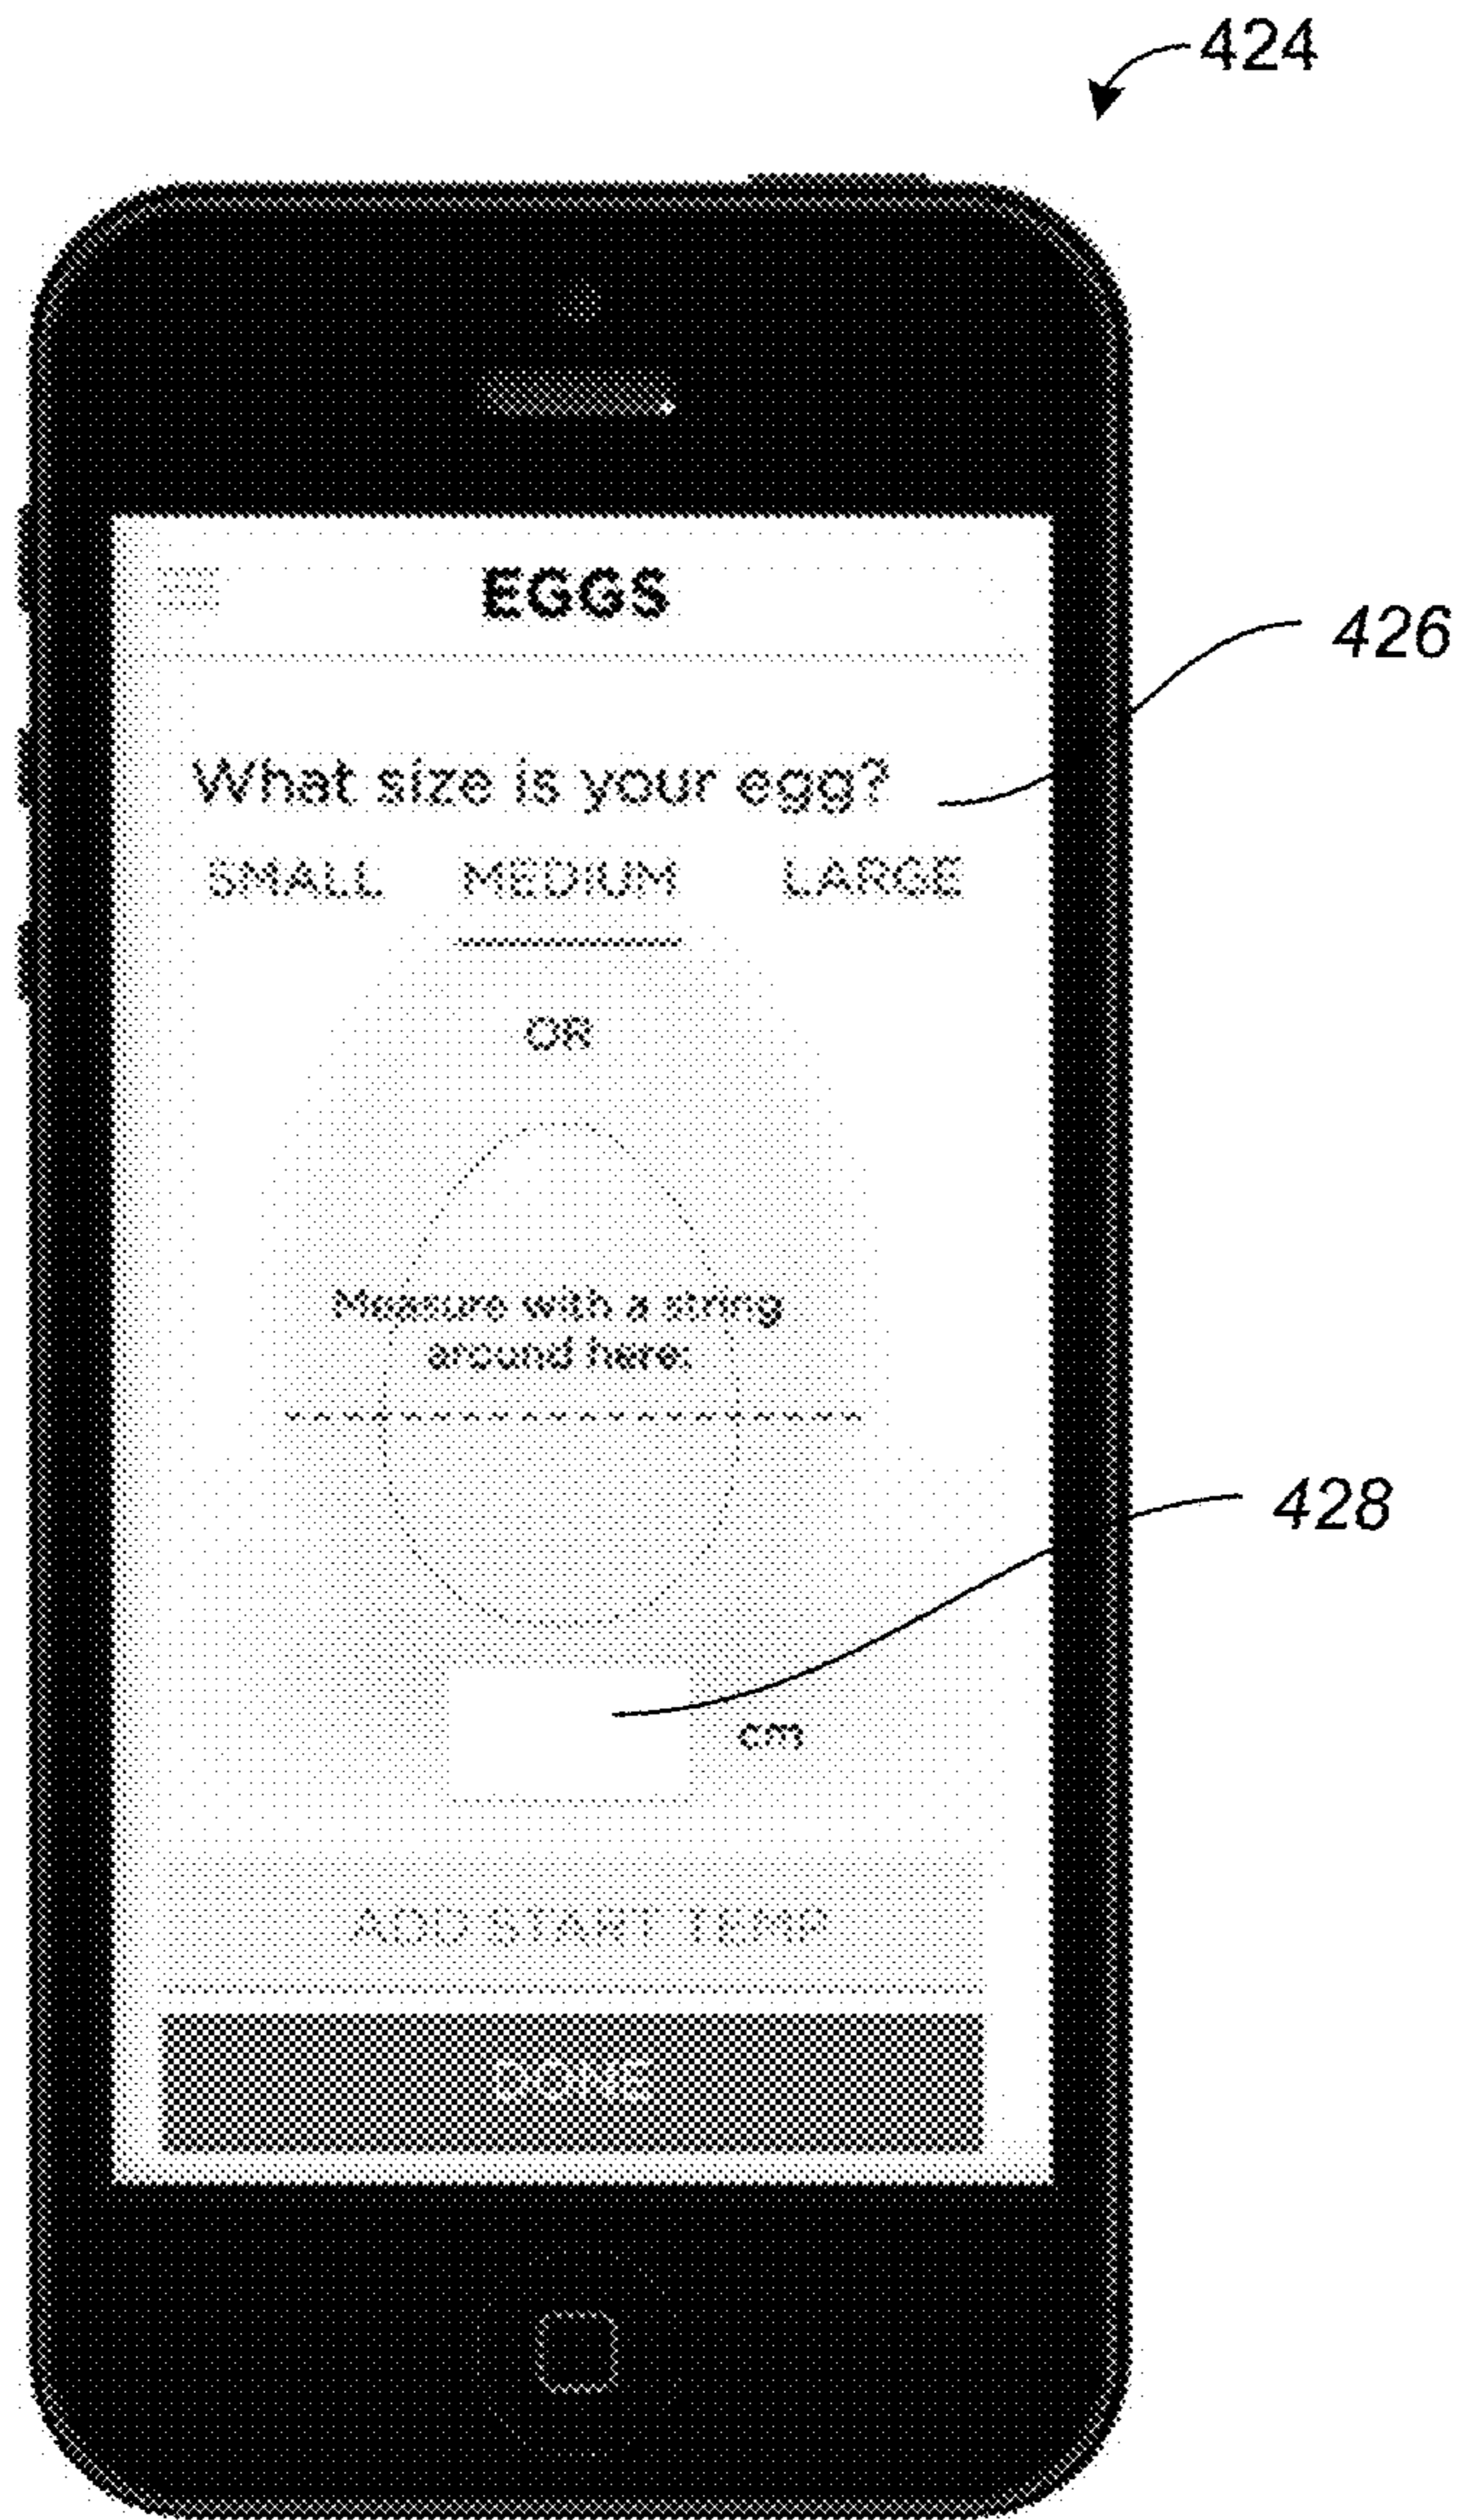 424
EGGS
426
What size is your egg?
SMALL MEDIUM LARGE
OR
Measure with a string
around here:
428
cm
ADD START TEMP
DONE